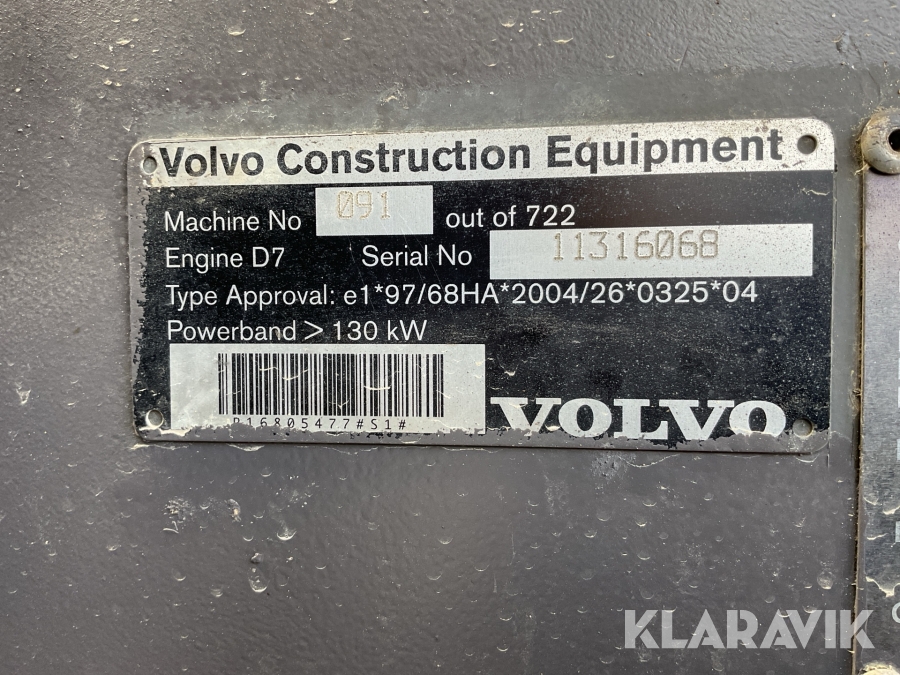 Volvo Construction Equipment
Machine No 091 out of 722
Engine D7 Serial No 11316068
Type Approval: e1*97/68HA*2004/26*0325*04
Powerband > 130 kW
P16805477#S1#
VOLVO
KLARAVIK